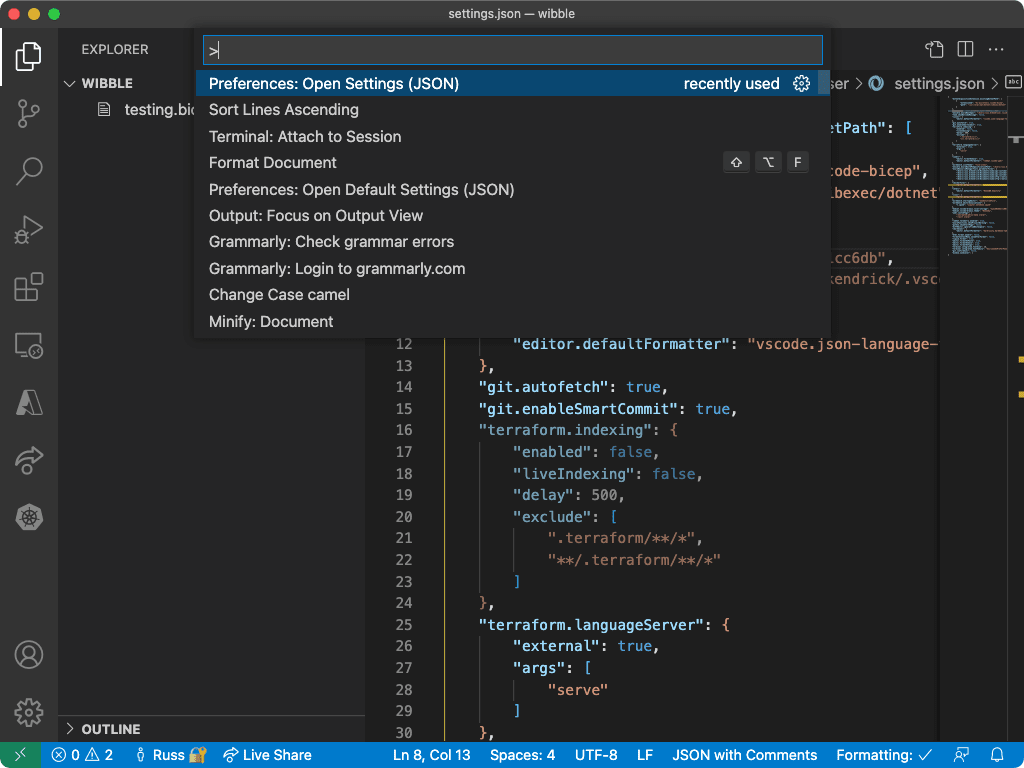 settings.json — wibble
EXPLORER
>
WIBBLE
Preferences: Open Settings (JSON) recently used
ser > settings.json > abc
testing.bic
Sort Lines Ascending
etPath": [
Terminal: Attach to Session
Format Document F
code-bicep",
Preferences: Open Default Settings (JSON)
ibexec/dotnet
Output: Focus on Output View
Grammarly: Check grammar errors
1cc6db",
Grammarly: Login to grammarly.com
kendrick/.vsc
Change Case camel
Minify: Document
12 "editor.defaultFormatter": "vscode.json-language-
13 },
14 "git.autofetch": true,
15 "git.enableSmartCommit": true,
16 "terraform.indexing": {
17 "enabled": false,
18 "liveIndexing": false,
19 "delay": 500,
20 "exclude": [
21 ".terraform/**/*",
22 "**/.terraform/**/*"
23 ]
24 },
25 "terraform.languageServer": {
26 "external": true,
27 "args": [
28 "serve"
29 ]
30 },
OUTLINE
0 2 Russ Live Share Ln 8, Col 13 Spaces: 4 UTF-8 LF JSON with Comments Formatting: ✓